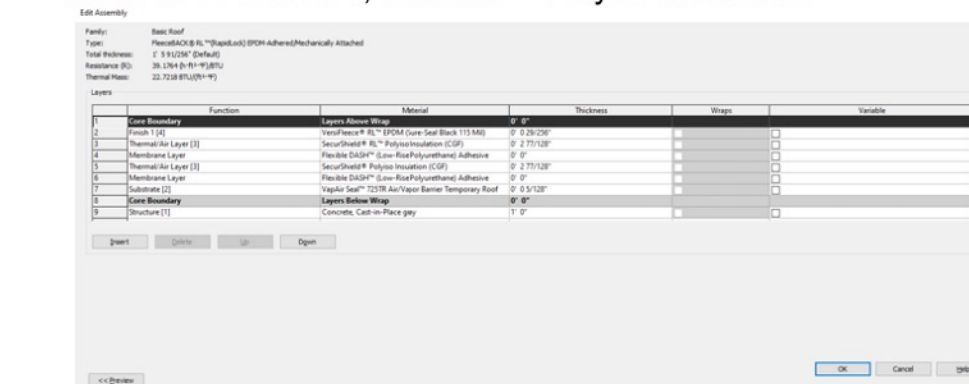 Edit Assembly
Family: Basic Roof
Type: FleeceBACK® RL™(RapidLock) EPDM-Adhered/Mechanically Attached
Total thickness: 1' 5 91/256" (Default)
Resistance (R): 39.1764 (h·ft²·°F)/BTU
Thermal Mass: 22.7218 BTU/(ft²·°F)
Layers
Function Material Thickness Wraps Variable
1 Core Boundary Layers Above Wrap 0' 0"
2 Finish 1 [4] VersiFleece® RL™ EPDM (Sure-Seal Black 115 Mil) 0' 0 29/256"
3 Thermal/Air Layer [3] SecurShield® RL™ Polyiso Insulation (CGF) 0' 2 77/128"
4 Membrane Layer Flexible DASH™ (Low-RisePolyurethane) Adhesive 0' 0"
5 Thermal/Air Layer [3] SecurShield® Polyiso Insulation (CGF) 0' 2 77/128"
6 Membrane Layer Flexible DASH™ (Low-RisePolyurethane) Adhesive 0' 0"
7 Substrate [2] VapAir Seal™ 725TR Air/Vapor Barrier Temporary Roof 0' 0 5/128"
8 Core Boundary Layers Below Wrap 0' 0"
9 Structure [1] Concrete, Cast-in-Place gray 1' 0"
Insert Delete Up Down
OK Cancel Help
<< Preview